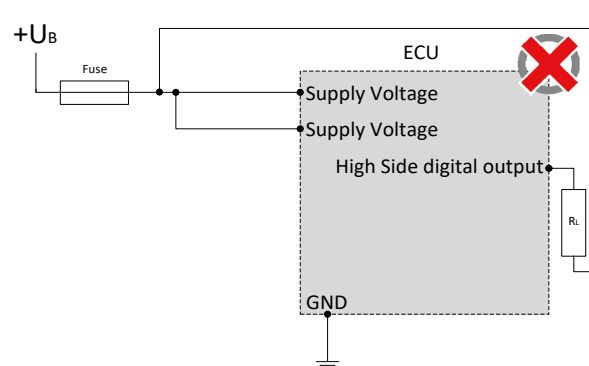 +UB
Fuse
ECU
Supply Voltage
Supply Voltage
High Side digital output
RL
GND